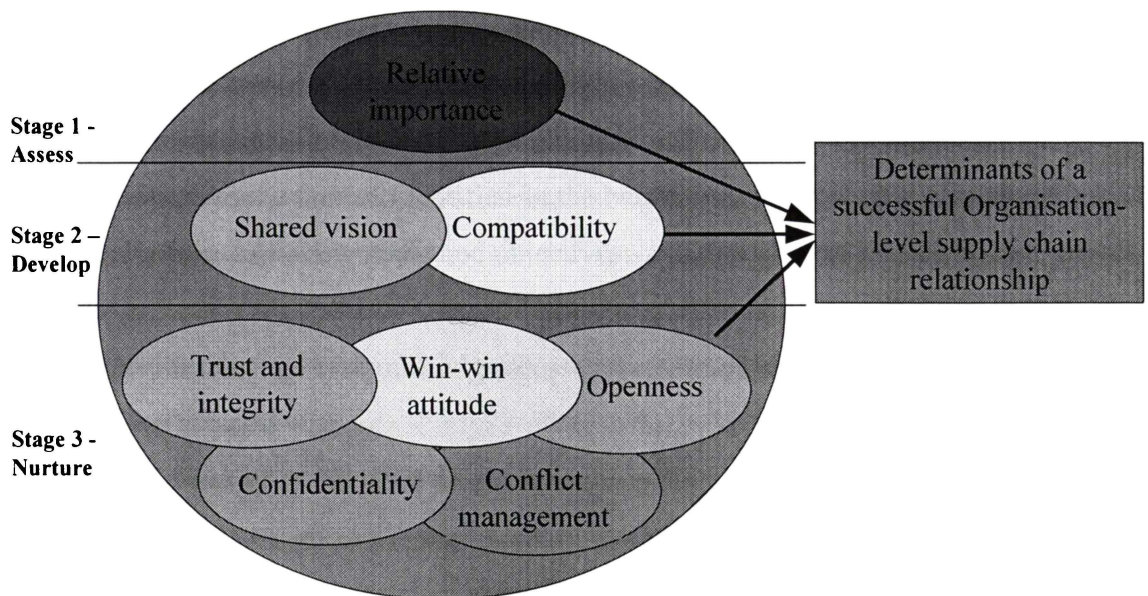 Relative
importance
Stage 1 -
Assess
Shared vision
Compatibility
Stage 2 –
Develop
Determinants of a
successful Organisation-
level supply chain
relationship
Trust and
integrity
Win-win
attitude
Openness
Stage 3 -
Nurture
Confidentiality
Conflict
management